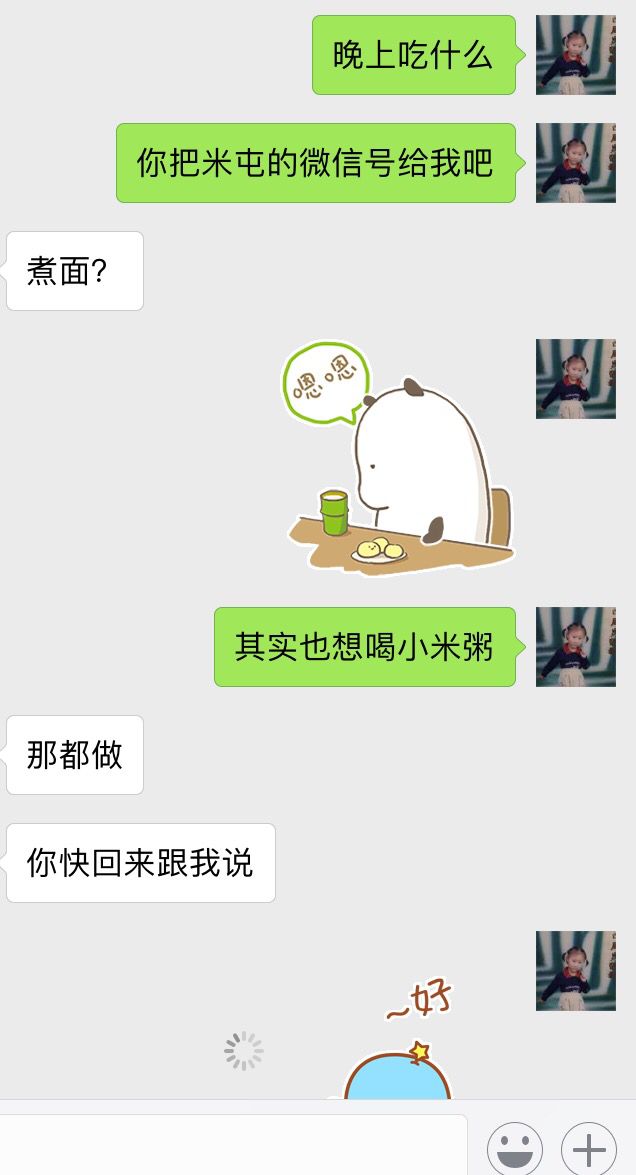 晚上吃什么
你把米屯的微信号给我吧
煮面?
嗯。嗯。
其实也想喝小米粥
那都做
你快回来跟我说
~好